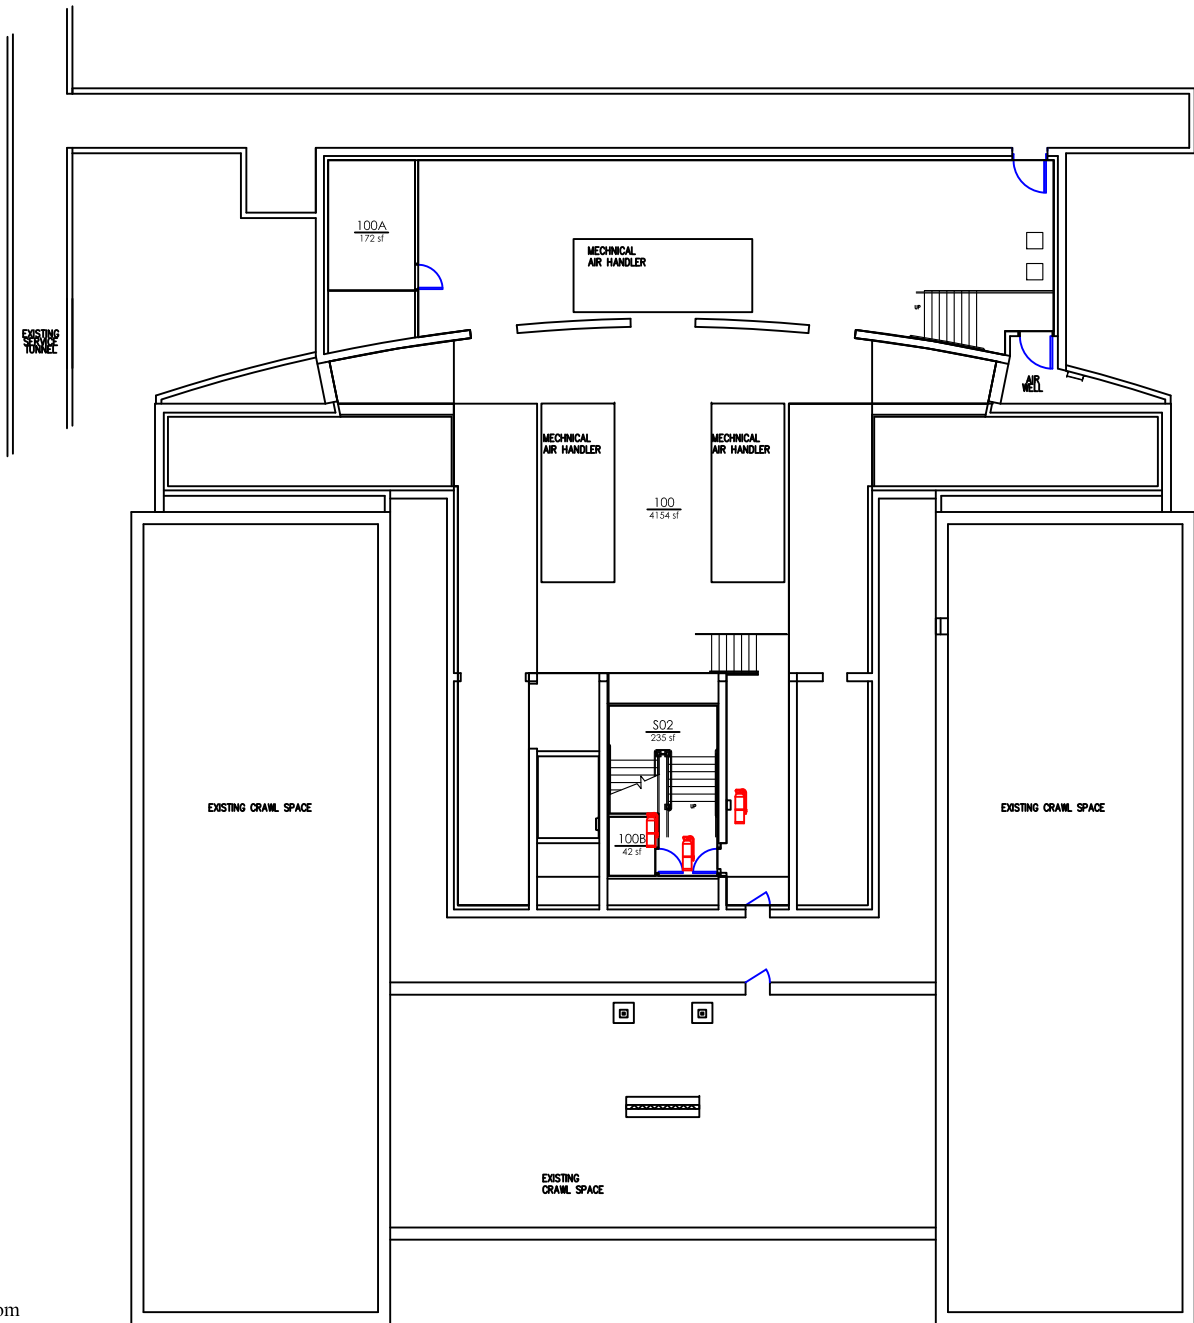 100A
172 sf
MECHNICAL
AIR HANDLER
UP
EXISTING
SERVICE
TUNNEL
AIR
WELL
MECHNICAL
AIR HANDLER
MECHNICAL
AIR HANDLER
100
4154 sf
S02
235 sf
UP
EXISTING CRAWL SPACE
EXISTING CRAWL SPACE
100B
42 sf
EXISTING
CRAWL SPACE
om